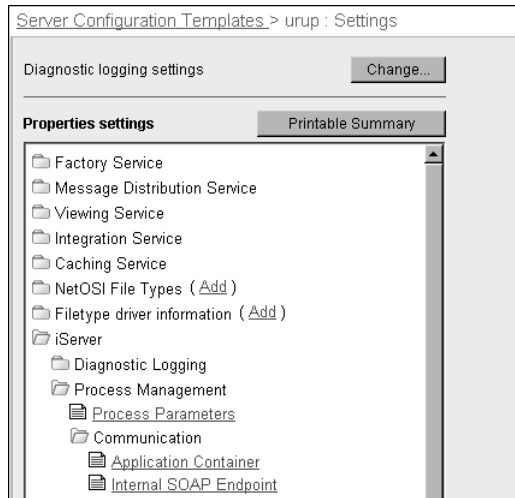 Server Configuration Templates > urup : Settings
Diagnostic logging settings
Change...
Properties settings
Printable Summary
Factory Service
Message Distribution Service
Viewing Service
Integration Service
Caching Service
NetOSI File Types ( Add )
Filetype driver information ( Add )
iServer
Diagnostic Logging
Process Management
Process Parameters
Communication
Application Container
Internal SOAP Endpoint